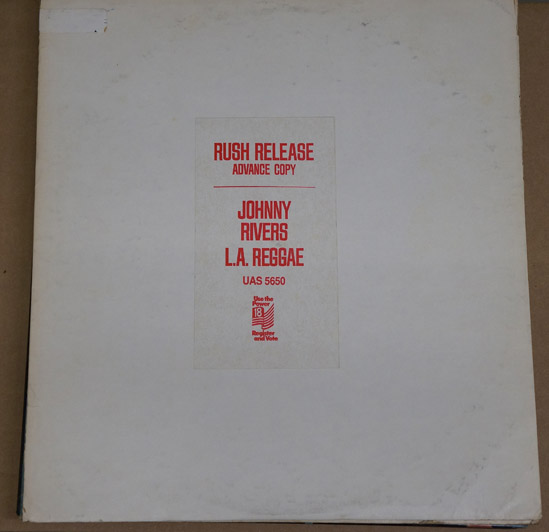 RUSH RELEASE
ADVANCE COPY
JOHNNY
RIVERS
L.A. REGGAE
UAS 5650
Use the
Power
18
Register
and Vote